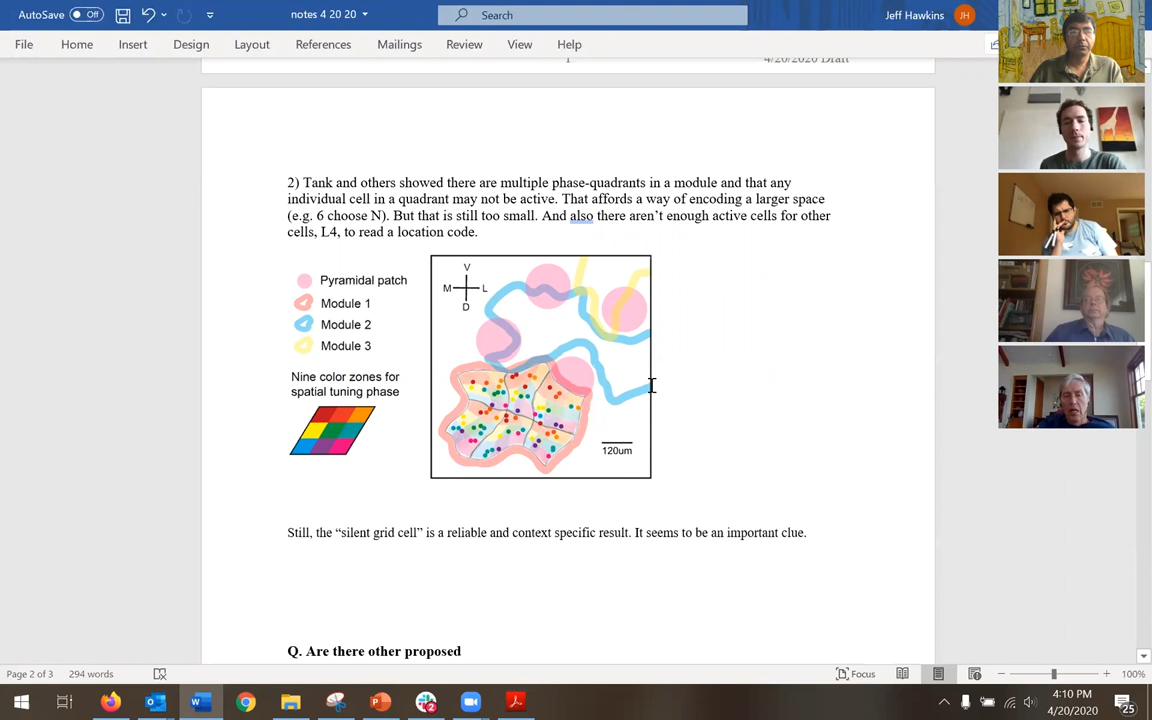 AutoSave Off notes 4 20 20 Search Jeff Hawkins JH
File Home Insert Design Layout References Mailings Review View Help
1 4/20/2020 Draft
2) Tank and others showed there are multiple phase-quadrants in a module and that any
individual cell in a quadrant may not be active. That affords a way of encoding a larger space
(e.g. 6 choose N). But that is still too small. And also there aren’t enough active cells for other
cells, L4, to read a location code.
Pyramidal patch
Module 1
Module 2
Module 3
Nine color zones for
spatial tuning phase
V
M L
D
120um
Still, the “silent grid cell” is a reliable and context specific result. It seems to be an important clue.
Q. Are there other proposed
Page 2 of 3 294 words Focus 100%
4:10 PM
4/20/2020
25